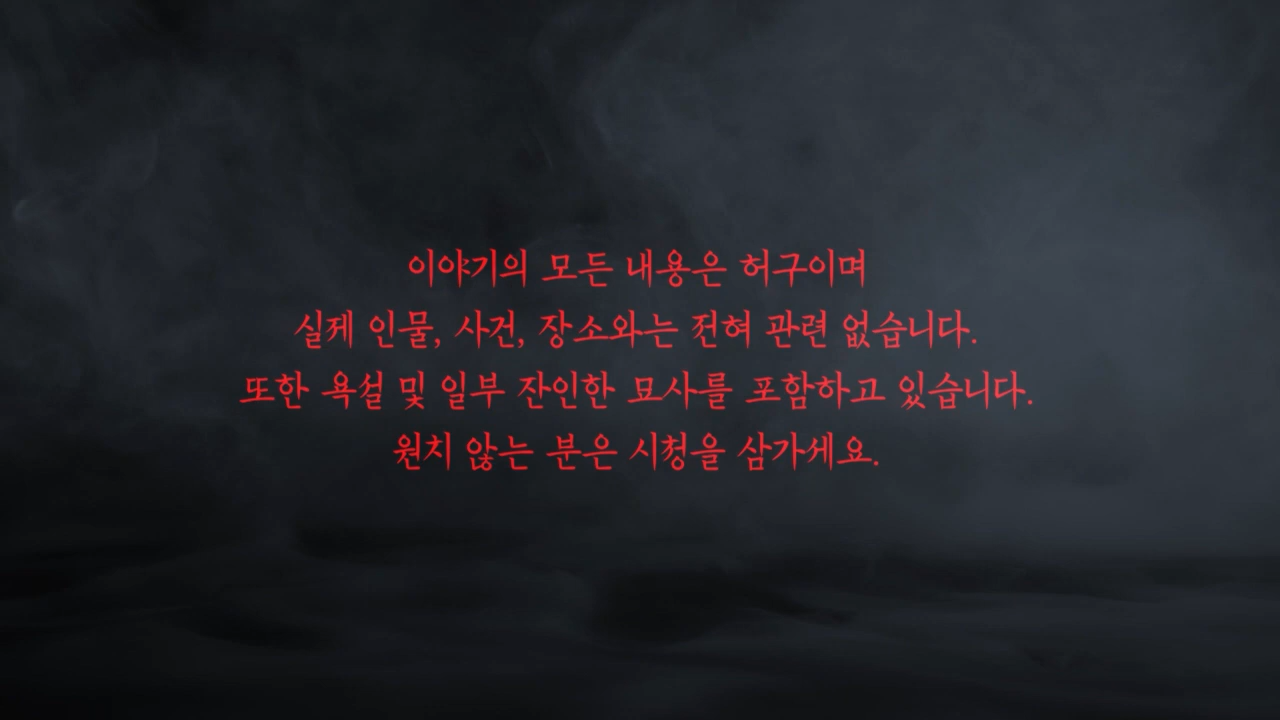 이야기의 모든 내용은 허구이며
실제 인물, 사건, 장소와는 전혀 관련 없습니다.
또한 욕설 및 일부 잔인한 묘사를 포함하고 있습니다.
원치 않는 분은 시청을 삼가세요.